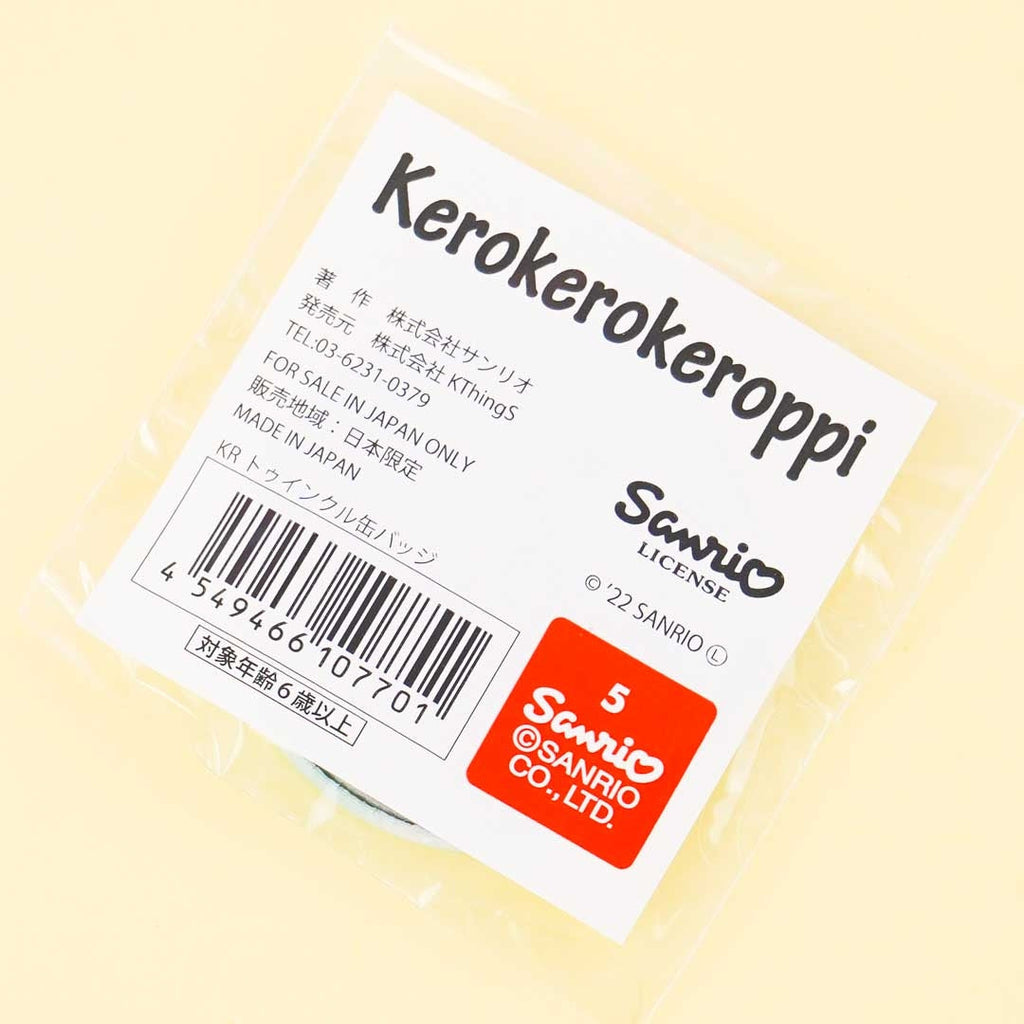 Kerokerokeroppi
著 作 株式会社サンリオ
発売元 株式会社 KThingS
TEL:03-6231-0379
FOR SALE IN JAPAN ONLY
販売地域：日本限定
MADE IN JAPAN
KR トゥインクル缶バッジ
4 549466 107701
対象年齢6歳以上
Sanrio
LICENSE
© '22 SANRIO Ⓛ
5
Sanrio
©SANRIO
CO.,LTD.